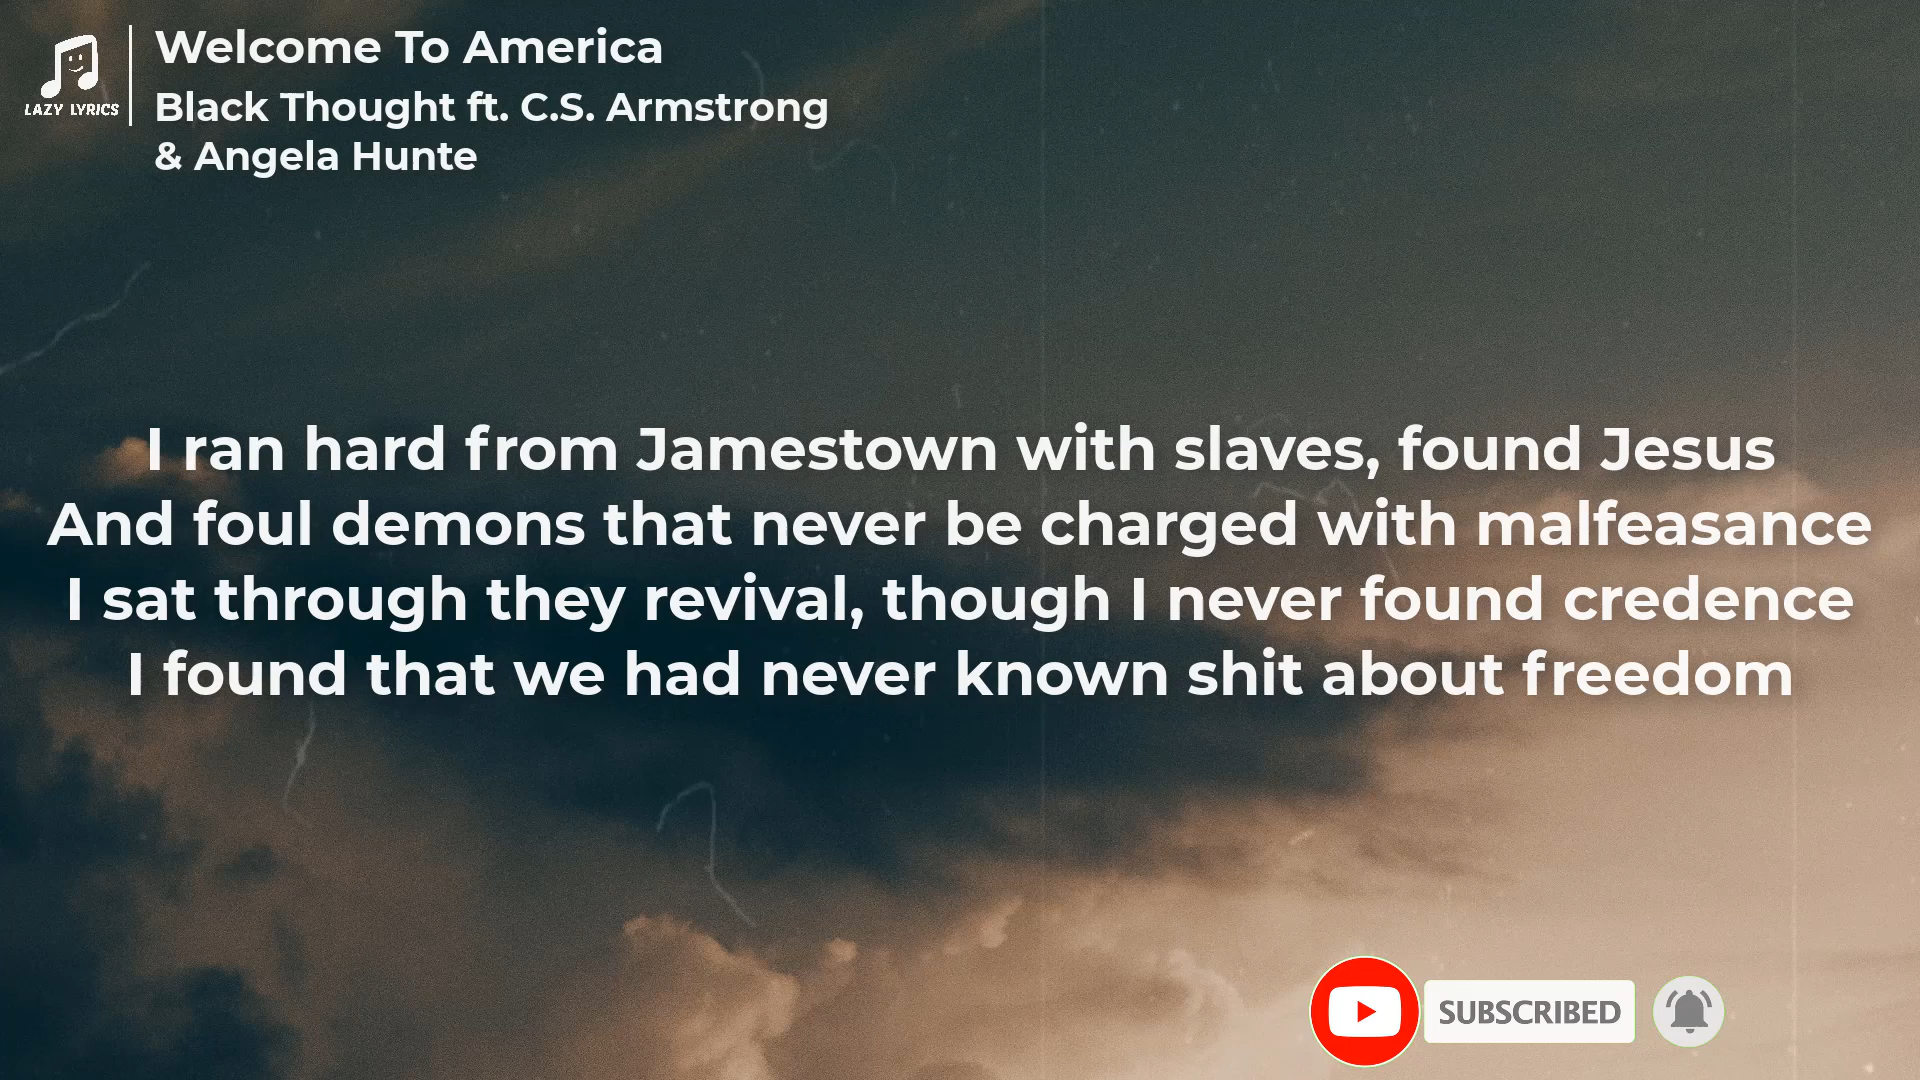 LAZY LYRICS
Welcome To America
Black Thought ft. C.S. Armstrong
& Angela Hunte
I ran hard from Jamestown with slaves, found Jesus
And foul demons that never be charged with malfeasance
I sat through they revival, though I never found credence
I found that we had never known shit about freedom
SUBSCRIBED